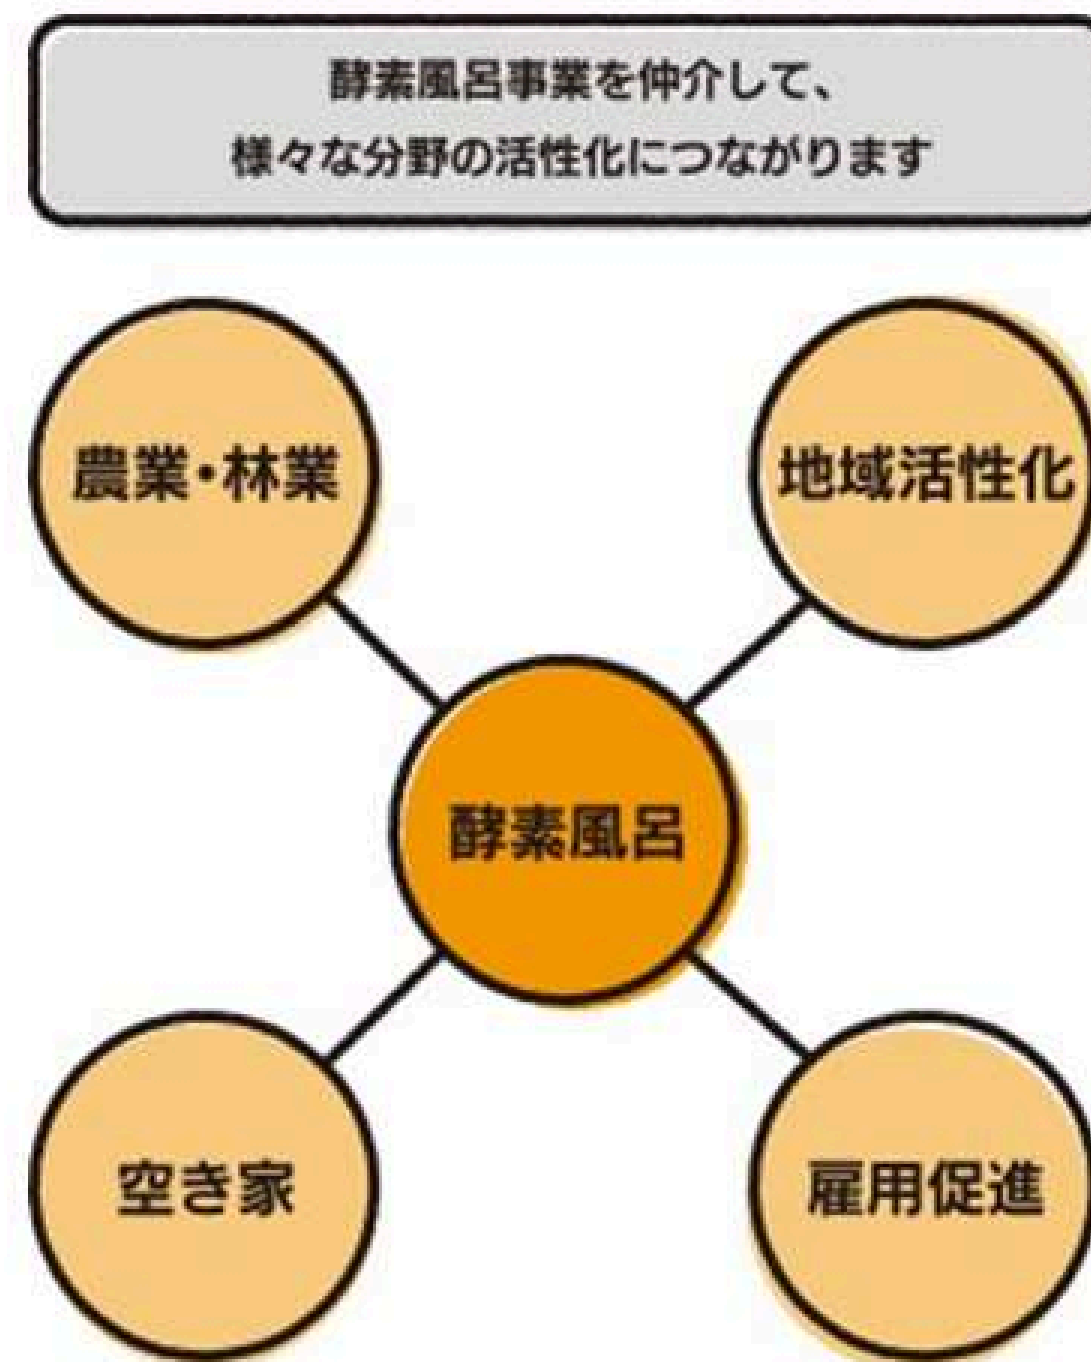 酵素風呂事業を仲介して、
様々な分野の活性化につながります
農業・林業
地域活性化
酵素風呂
空き家
雇用促進